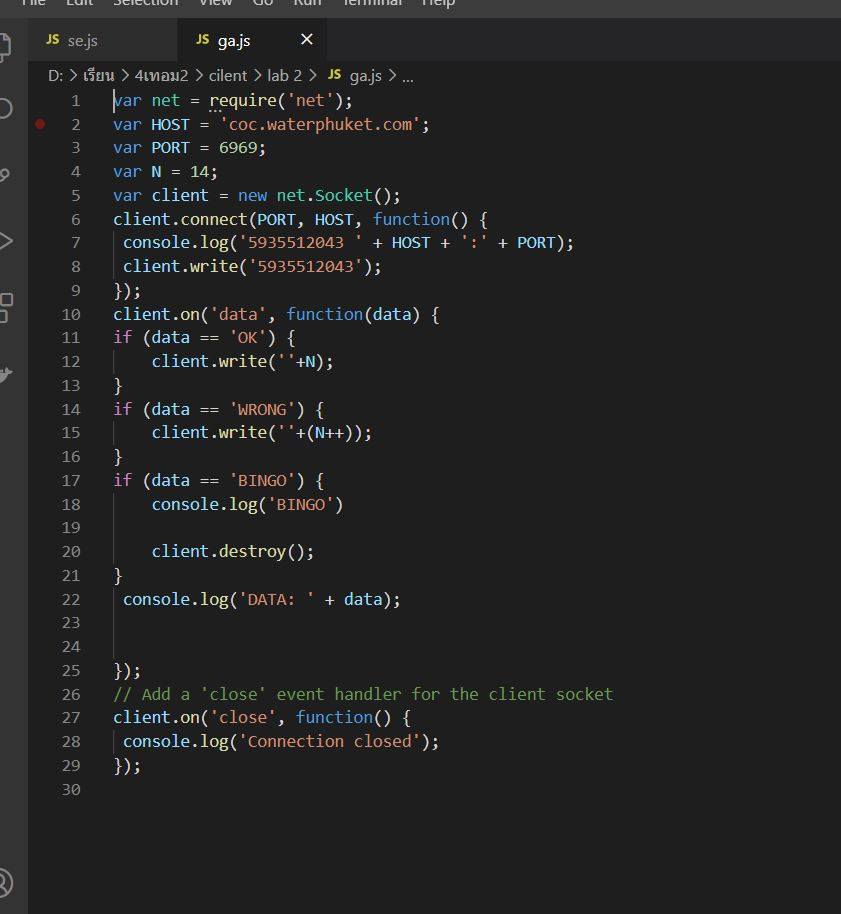 File Edit Selection View Go Run Terminal Help
JS se.js JS ga.js ×
D: > เรียน > 4เทอม2 > cilent > lab 2 > JS ga.js > ...
1 var net = require('net');
2 var HOST = 'coc.waterphuket.com';
3 var PORT = 6969;
4 var N = 14;
5 var client = new net.Socket();
6 client.connect(PORT, HOST, function() {
7 console.log('5935512043 ' + HOST + ':' + PORT);
8 client.write('5935512043');
9 });
10 client.on('data', function(data) {
11 if (data == 'OK') {
12 client.write(''+N);
13 }
14 if (data == 'WRONG') {
15 client.write(''+(N++));
16 }
17 if (data == 'BINGO') {
18 console.log('BINGO')
19
20 client.destroy();
21 }
22 console.log('DATA: ' + data);
23
24
25 });
26 // Add a 'close' event handler for the client socket
27 client.on('close', function() {
28 console.log('Connection closed');
29 });
30